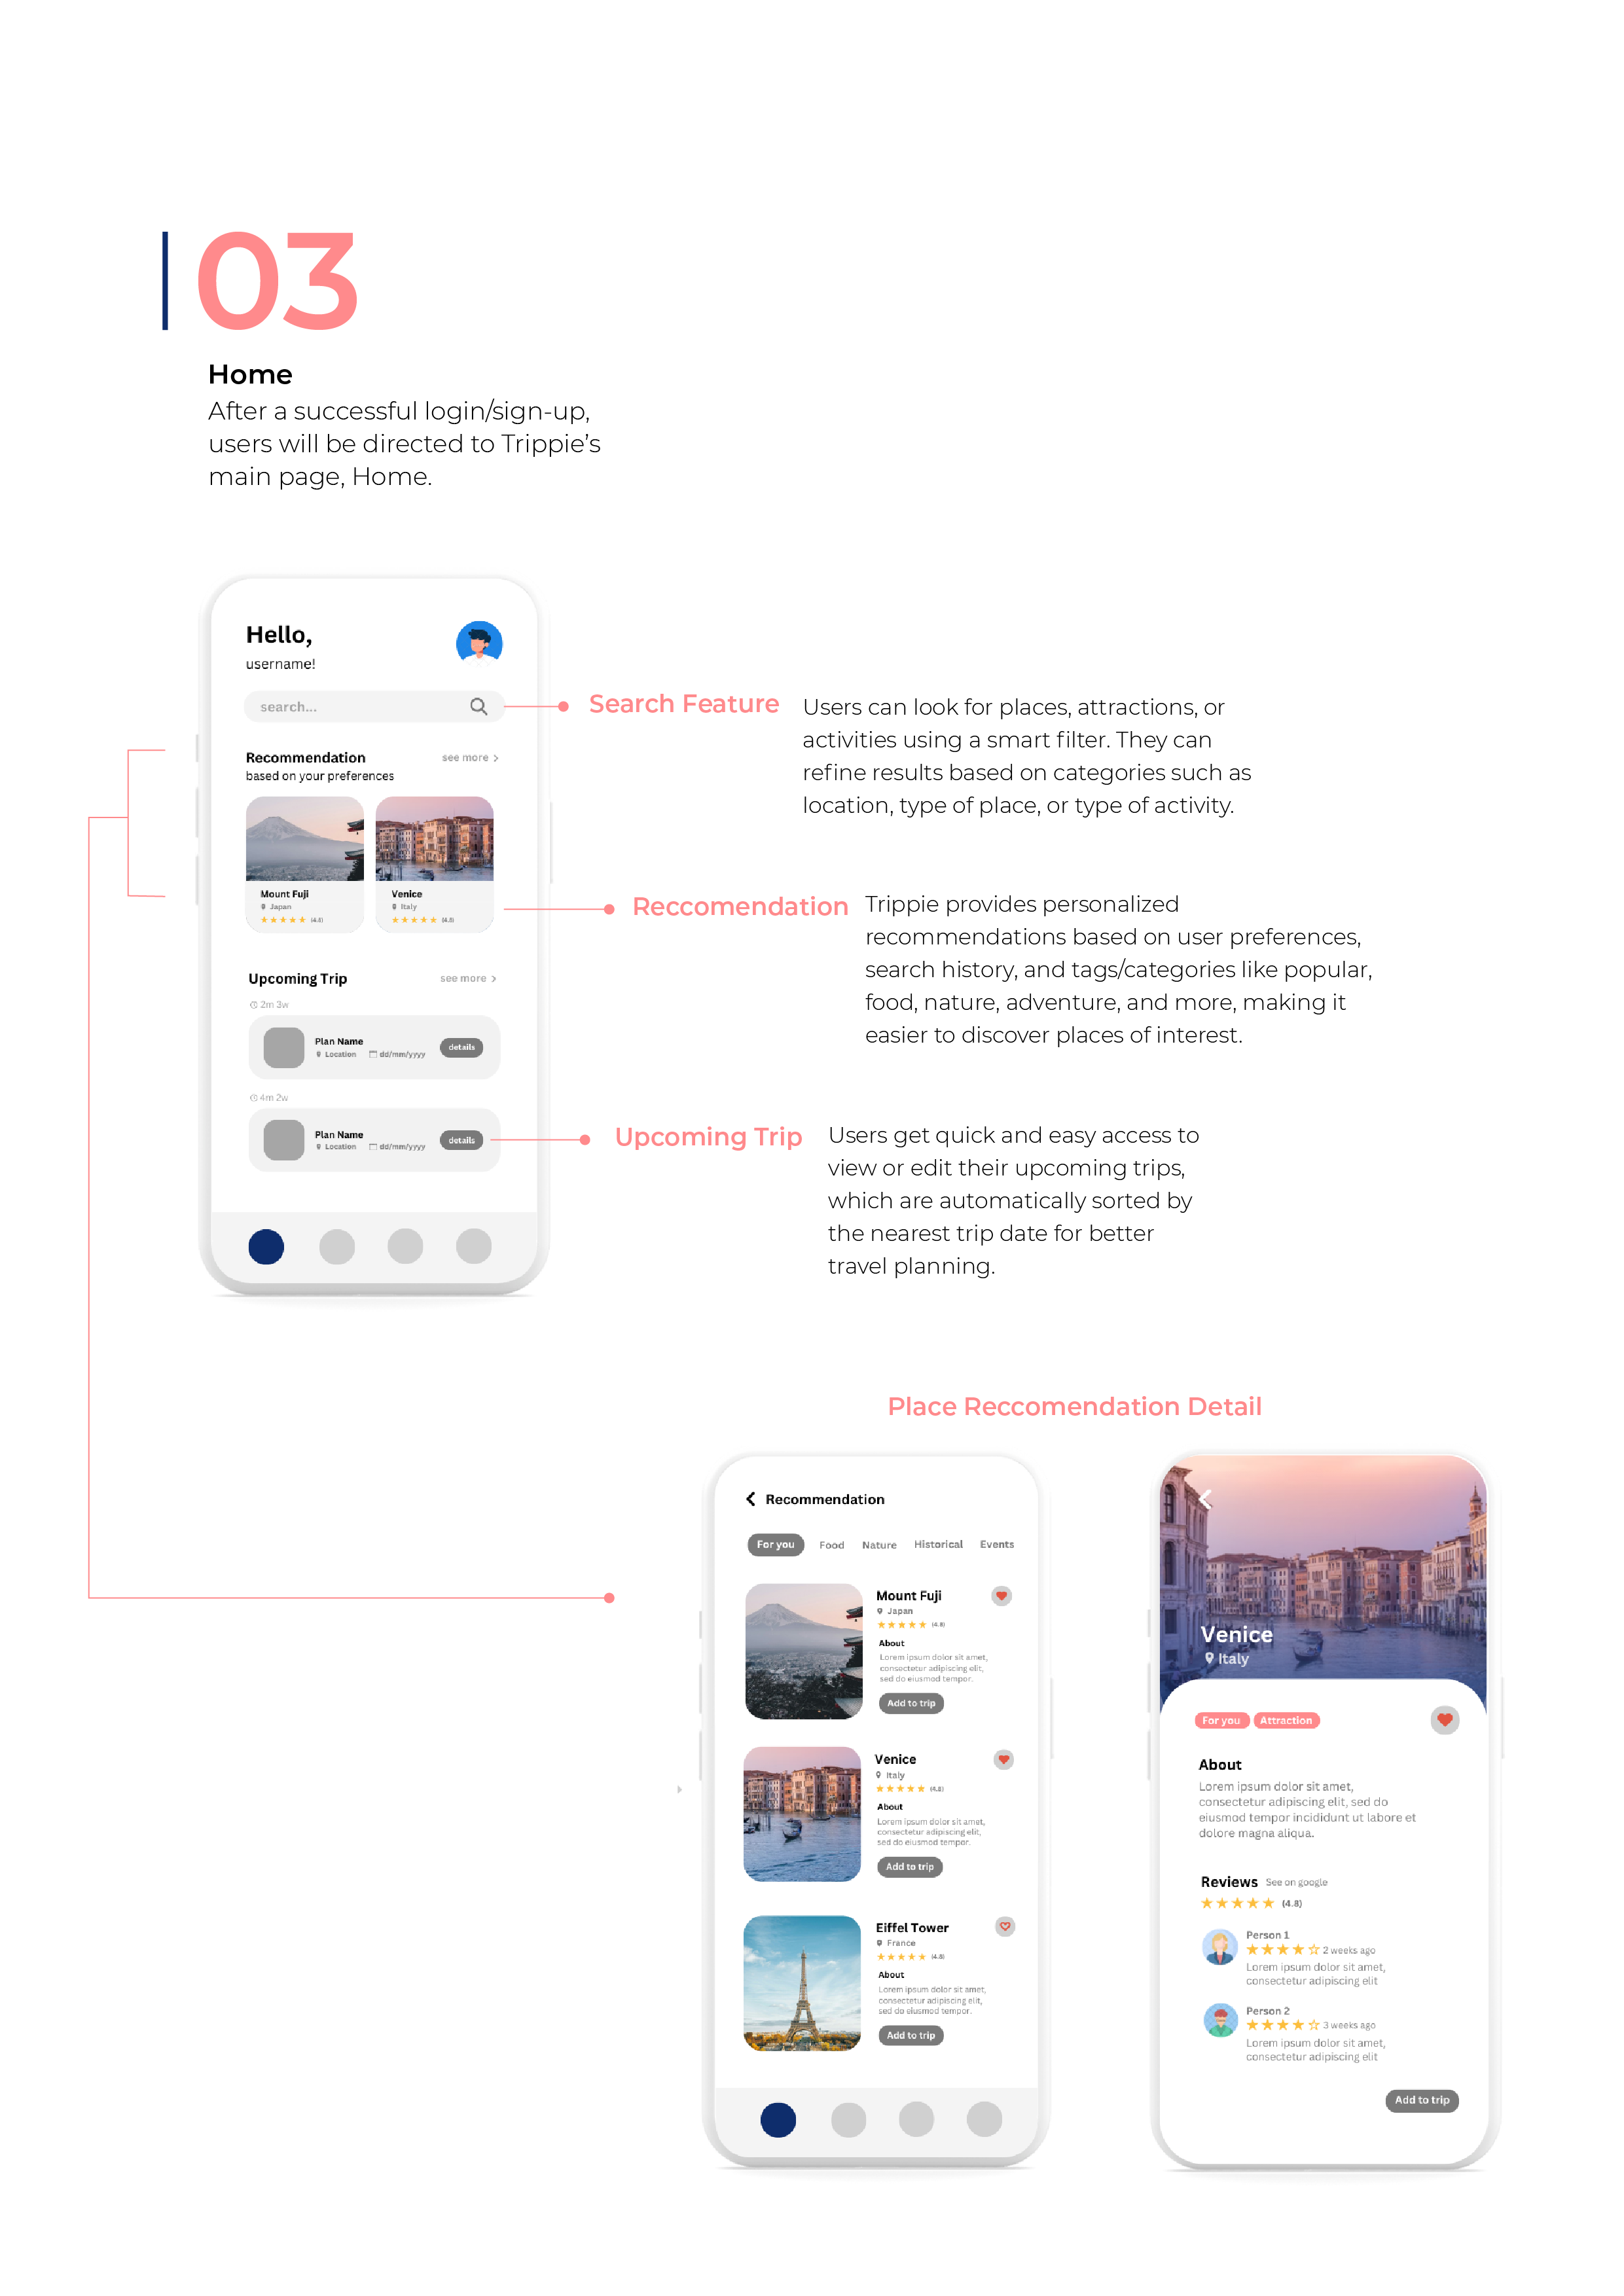 03
Home
After a successful login/sign-up,
users will be directed to Trippie's
main page, Home.
Hello,
username!
search...
Recommendation
see more >
based on your preferences
Mount Fuji
Japan
(4.8)
Venice
Italy
(4.8)
Upcoming Trip
see more >
2m 3w
Plan Name
Location
dd/mm/yyyy
details
4m 2w
Plan Name
Location
dd/mm/yyyy
details
Search Feature
Users can look for places, attractions, or
activities using a smart filter. They can
refine results based on categories such as
location, type of place, or type of activity.
Reccomendation
Trippie provides personalized
recommendations based on user preferences,
search history, and tags/categories like popular,
food, nature, adventure, and more, making it
easier to discover places of interest.
Upcoming Trip
Users get quick and easy access to
view or edit their upcoming trips,
which are automatically sorted by
the nearest trip date for better
travel planning.
Place Reccomendation Detail
Recommendation
For you
Food
Nature
Historical
Events
Mount Fuji
Japan
(4.8)
About
Lorem ipsum dolor sit amet,
consectetur adipiscing elit,
sed do eiusmod tempor.
Add to trip
Venice
Italy
(4.8)
About
Lorem ipsum dolor sit amet,
consectetur adipiscing elit,
sed do eiusmod tempor.
Add to trip
Eiffel Tower
France
(4.8)
About
Lorem ipsum dolor sit amet,
consectetur adipiscing elit,
sed do eiusmod tempor.
Add to trip
Venice
Italy
For you
Attraction
About
Lorem ipsum dolor sit amet,
consectetur adipiscing elit, sed do
eiusmod tempor incididunt ut labore et
dolore magna aliqua.
Reviews
See on google
(4.8)
Person 1
2 weeks ago
Lorem ipsum dolor sit amet,
consectetur adipiscing elit
Person 2
3 weeks ago
Lorem ipsum dolor sit amet,
consectetur adipiscing elit
Add to trip